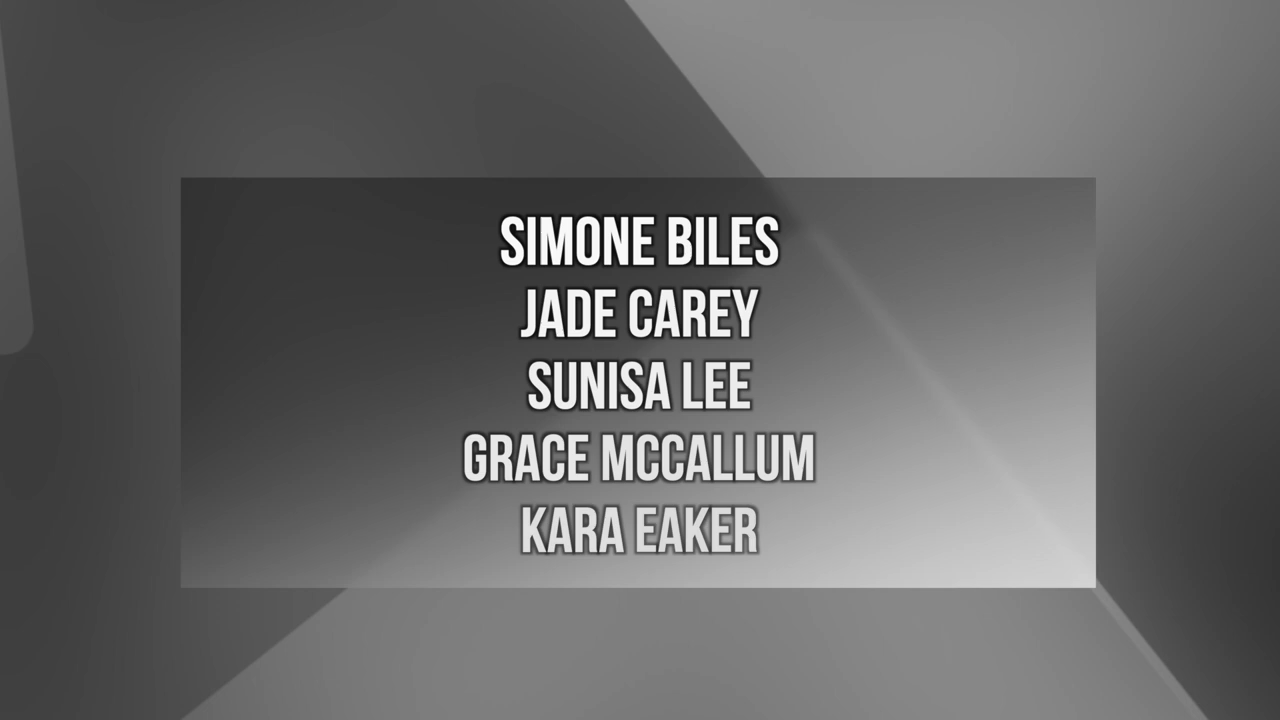 SIMONE BILES
JADE CAREY
SUNISA LEE
GRACE MCCALLUM
KARA EAKER